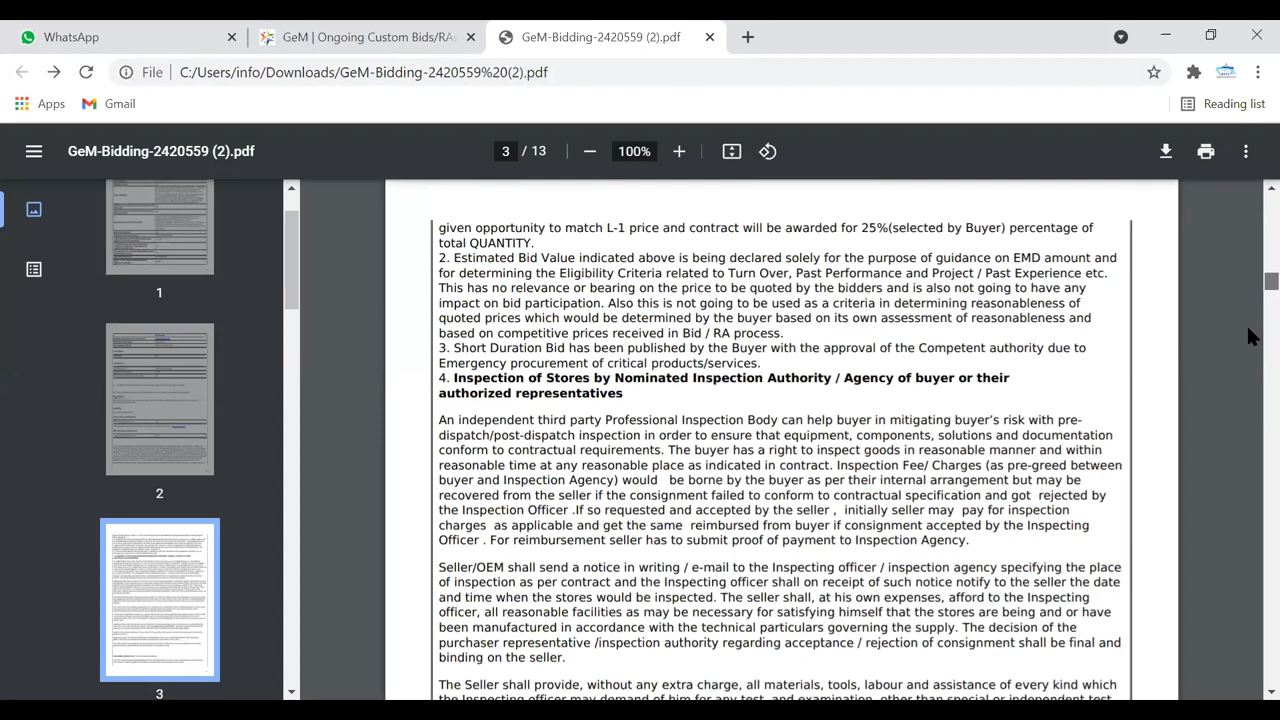 WhatsApp
GeM | Ongoing Custom Bids/RAs
GeM-Bidding-2420559 (2).pdf
File C:/Users/info/Downloads/GeM-Bidding-2420559%20(2).pdf
Apps Gmail Reading list
GeM-Bidding-2420559 (2).pdf 3 / 13 100%
1
2
3
given opportunity to match L-1 price and contract will be awarded for 25%(selected by Buyer) percentage of
total QUANTITY.
2. Estimated Bid Value indicated above is being declared solely for the purpose of guidance on EMD amount and
for determining the Eligibility Criteria related to Turn Over, Past Performance and Project / Past Experience etc.
This has no relevance or bearing on the price to be quoted by the bidders and is also not going to have any
impact on bid participation. Also this is not going to be used as a criteria in determining reasonableness of
quoted prices which would be determined by the buyer based on its own assessment of reasonableness and
based on competitive prices received in Bid / RA process.
3. Short Duration Bid has been published by the Buyer with the approval of the Competent authority due to
Emergency procurement of critical products/services.
4. Inspection of Stores by Nominated Inspection Authority / Agency of buyer or their
authorized representatives
An independent third party Professional Inspection Body can help buyer in mitigating buyer's risk with pre-
dispatch/post-dispatch inspection in order to ensure that equipment, components, solutions and documentation
conform to contractual requirements. The buyer has a right to inspect goods in reasonable manner and within
reasonable time at any reasonable place as indicated in contract. Inspection Fee/ Charges (as pre-greed between
buyer and Inspection Agency) would be borne by the buyer as per their internal arrangement but may be
recovered from the seller if the consignment failed to conform to contractual specification and got rejected by
the Inspection Officer .If so requested and accepted by the seller , initially seller may pay for inspection
charges as applicable and get the same reimbursed from buyer if consignment accepted by the Inspecting
Officer . For reimbursement seller has to submit proof of payment to Inspection Agency.
Seller/OEM shall send a notice in writing / e-mail to the Inspecting officer / inspection agency specifying the place
of inspection as per contract and the Inspecting officer shall on receipt of such notice notify to the seller the date
and time when the stores would be inspected. The seller shall, at his own expenses, afford to the Inspecting
officer, all reasonable facilities as may be necessary for satisfying himself that the stores are being and or have
been manufactured in accordance with the technical particulars governing the supply. The decision of the
purchaser representative /inspection authority regarding acceptance / rejection of consignment shall be final and
binding on the seller.
The Seller shall provide, without any extra charge, all materials, tools, labour and assistance of every kind which
the Inspecting officer may demand of him for any test, and examination, other than special or independent test,